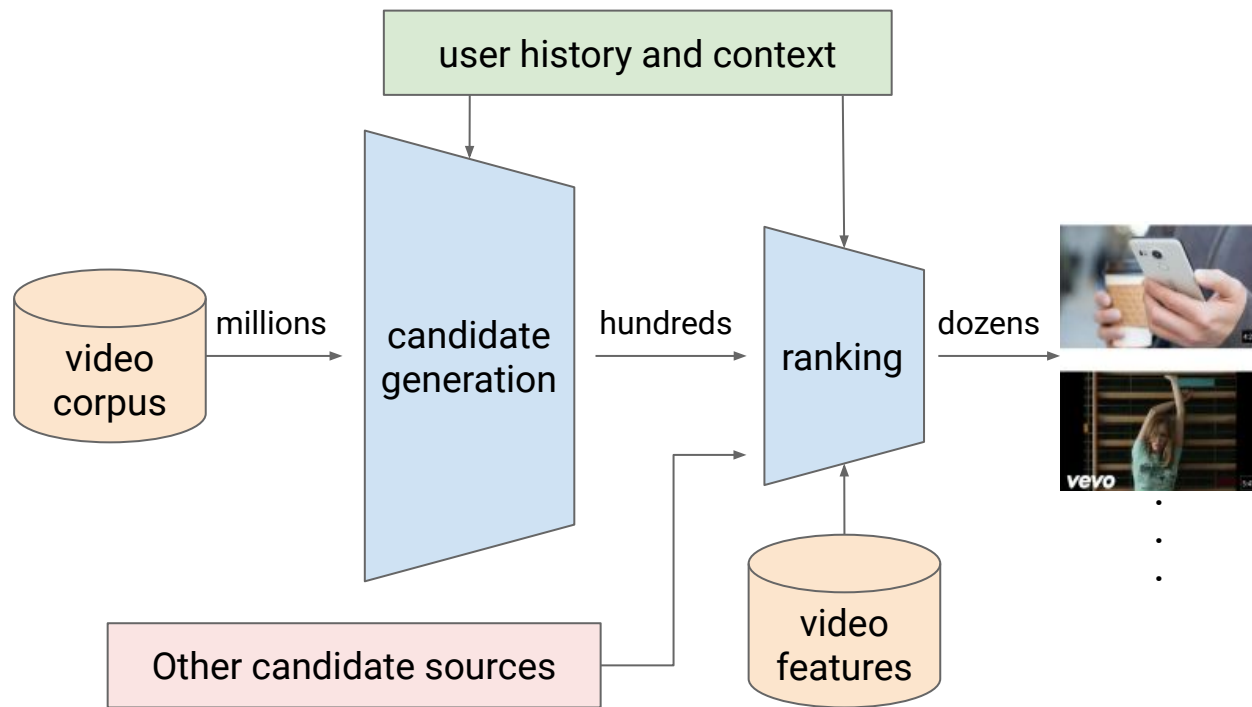 user history and context
video
corpus
millions
candidate
generation
hundreds
ranking
dozens
vevo
Other candidate sources
video
features